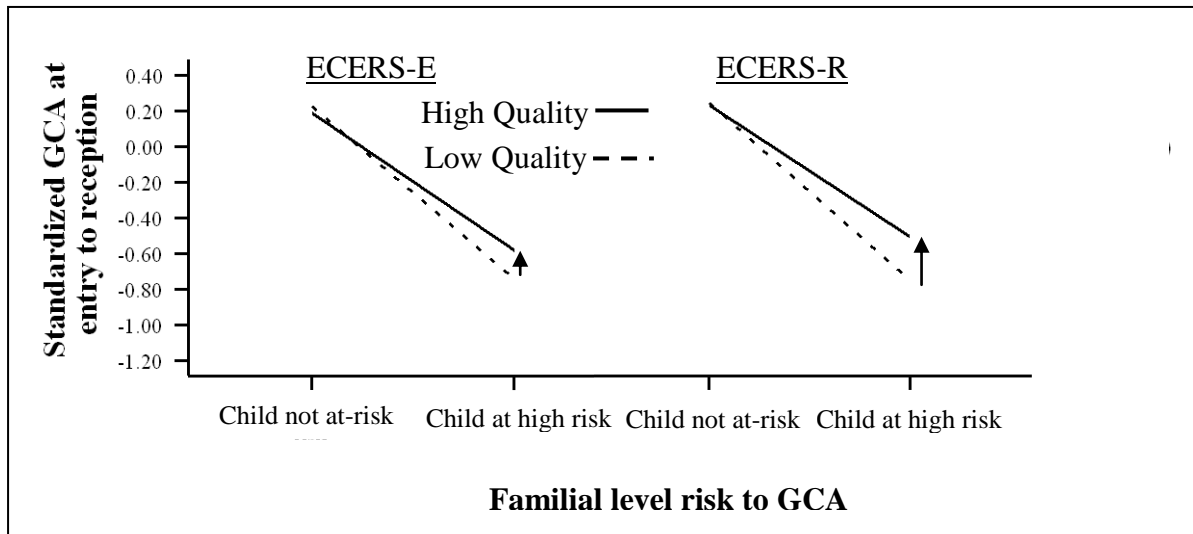 ECERS-E
ECERS-R
High Quality
Low Quality
Standardized GCA at
entry to reception
0.40
0.20
0.00
-0.20
-0.40
-0.60
-0.80
-1.00
-1.20
Child not at-risk
Child at high risk
Child not at-risk
Child at high risk
Familial level risk to GCA